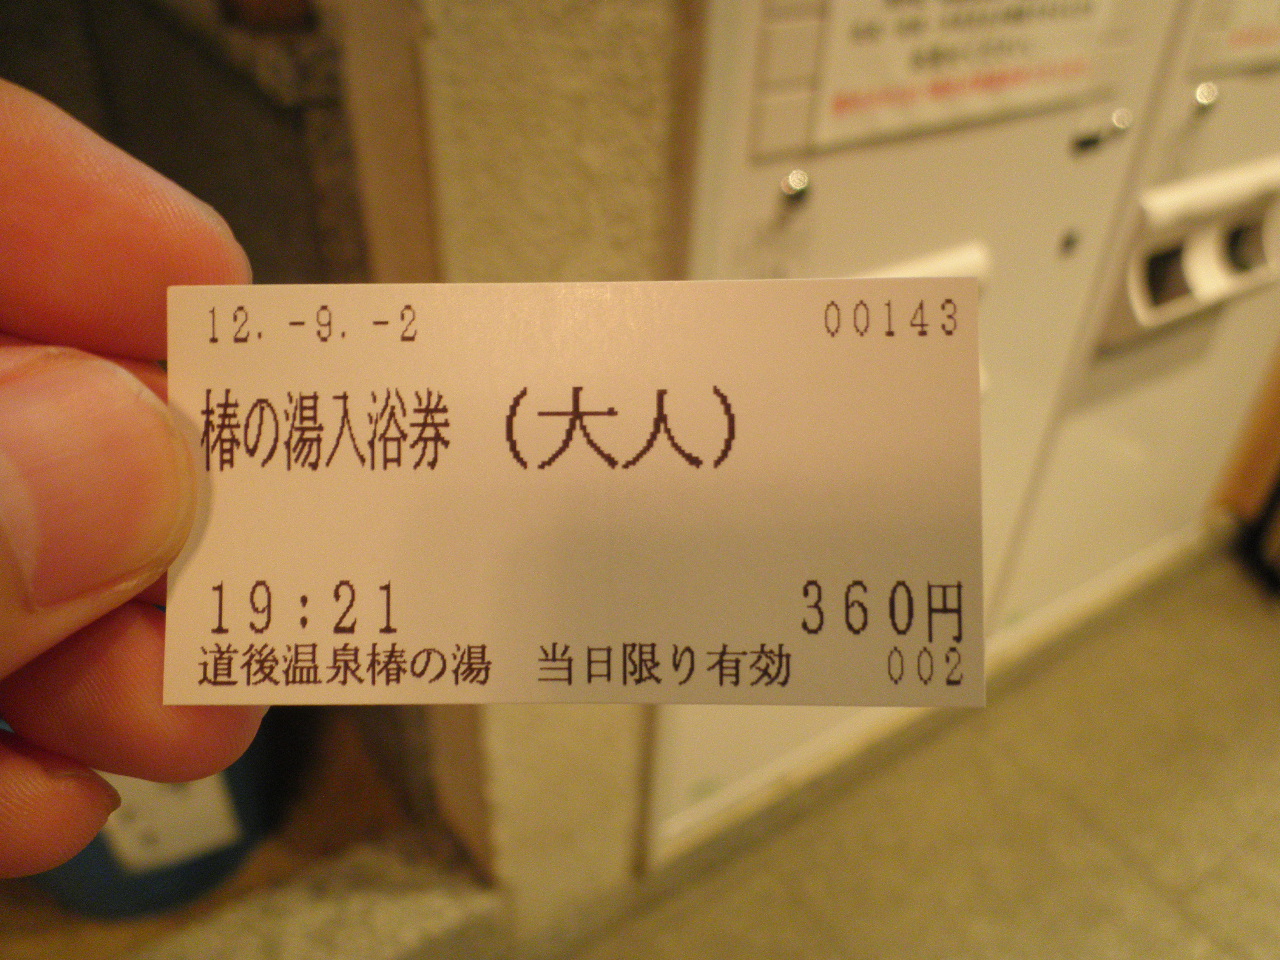 12. -9. -2 00143
椿の湯入浴券 (大人)
19:21 360円
道後温泉椿の湯 当日限り有効 002